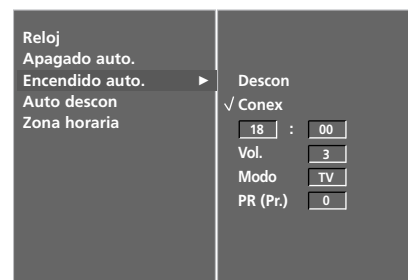 Reloj
Apagado auto.
Encendido auto. ►
Auto descon
Zona horaria
Descon
√ Conex
18 : 00
Vol. 3
Modo TV
PR (Pr.) 0